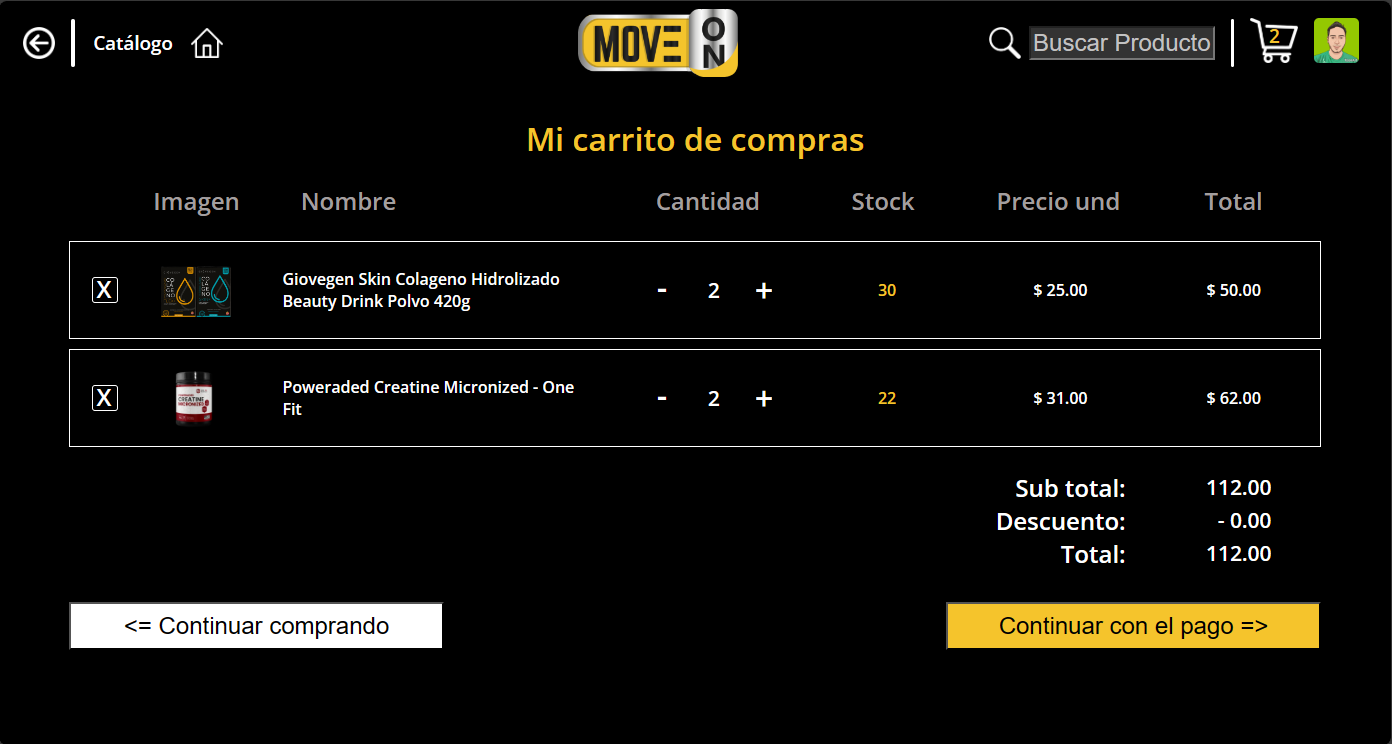 Catálogo
MOVE ON
Buscar Producto
2
Mi carrito de compras
Imagen Nombre Cantidad Stock Precio und Total
X
COLAGENO
COLAGENO
Giovegen Skin Colageno Hidrolizado
Beauty Drink Polvo 420g
- 2 + 30 $ 25.00 $ 50.00
X
CREATINE
Poweraded Creatine Micronized - One
Fit
- 2 + 22 $ 31.00 $ 62.00
Sub total: 112.00
Descuento: - 0.00
Total: 112.00
<= Continuar comprando
Continuar con el pago =>